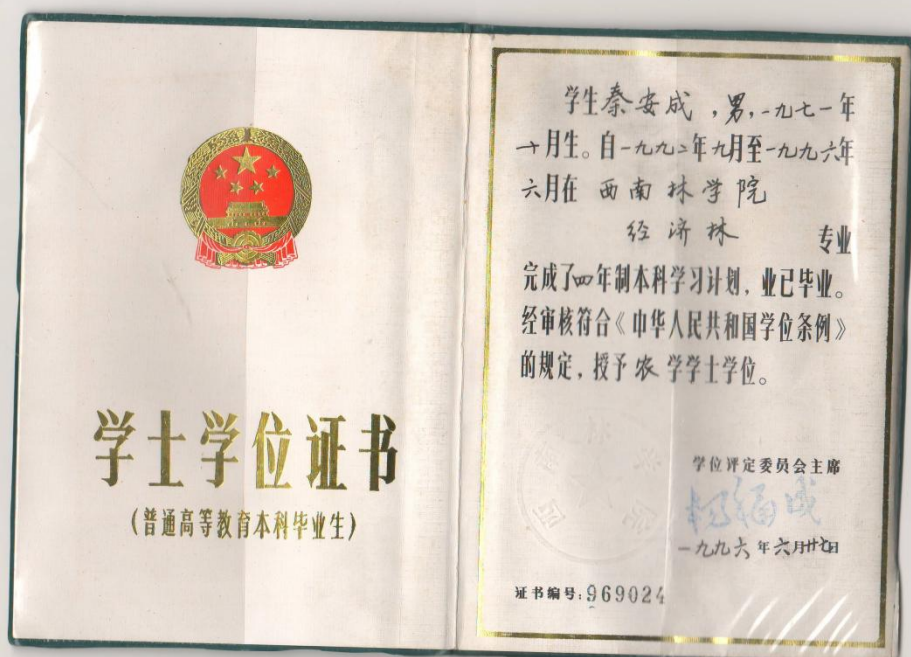 学士学位证书
(普通高等教育本科毕业生)
学生秦安成,男,一九七一年
十月生。自一九九二年九月至一九九六年
六月在 西南林学院
经济林 专业
完成了四年制本科学习计划,业已毕业。
经审核符合《中华人民共和国学位条例》
的规定,授予农学学士学位。
学位评定委员会主席
一九九六年六月廿七日
证书编号:969024